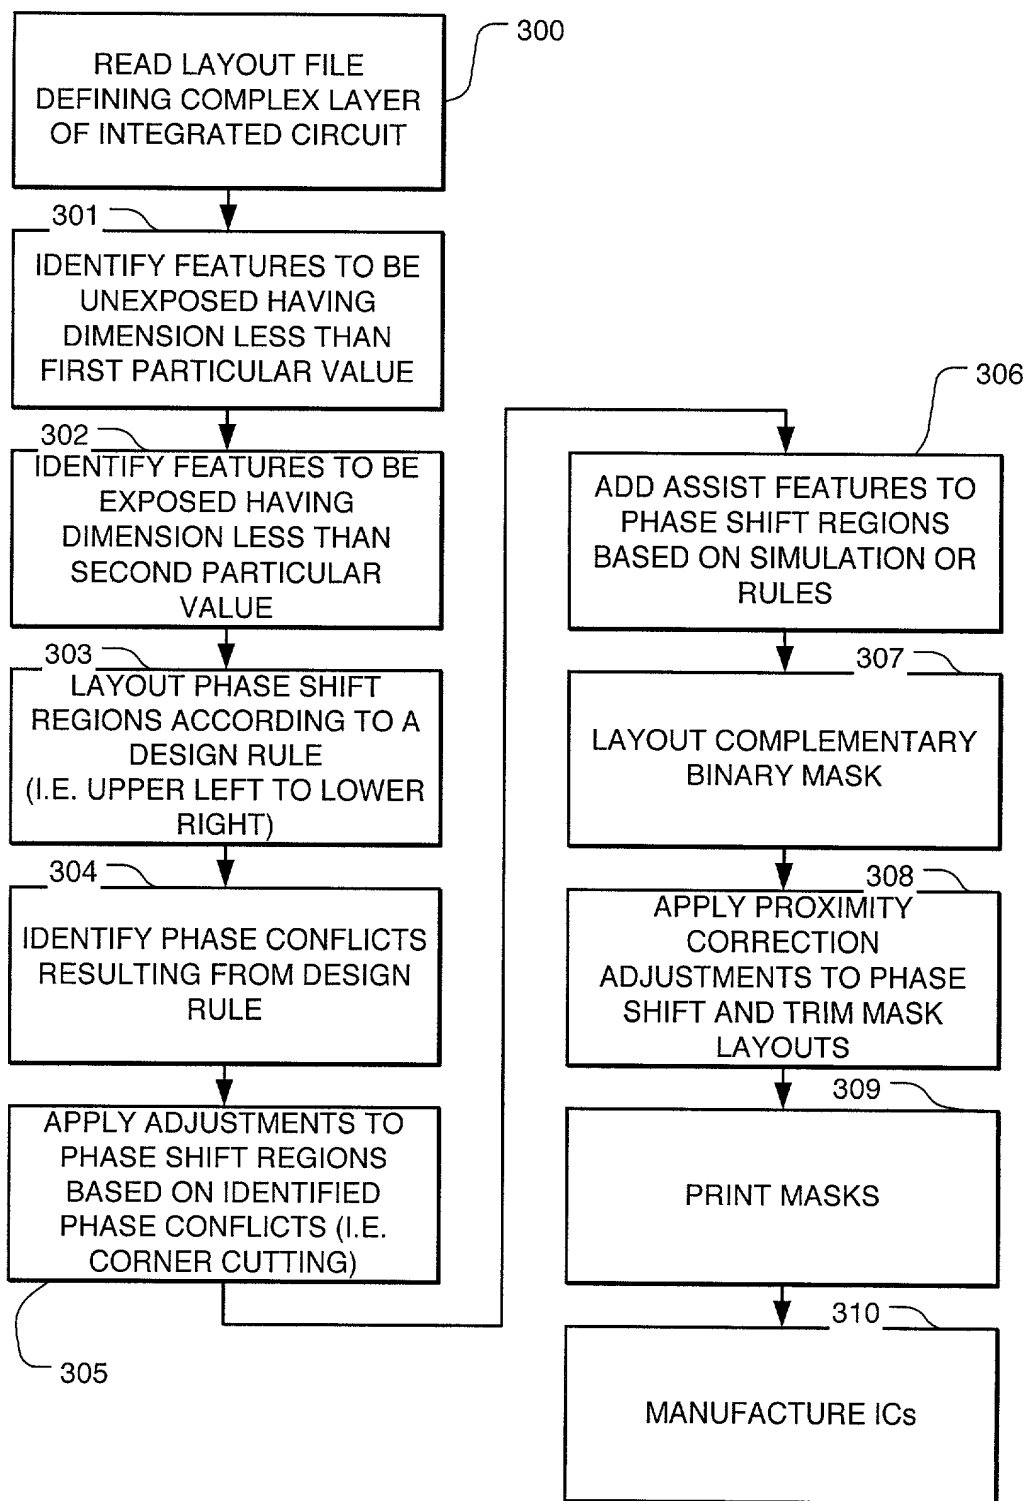 300
READ LAYOUT FILE
DEFINING COMPLEX LAYER
OF INTEGRATED CIRCUIT
301
IDENTIFY FEATURES TO BE
UNEXPOSED HAVING
DIMENSION LESS THAN
FIRST PARTICULAR VALUE
302
IDENTIFY FEATURES TO BE
EXPOSED HAVING
DIMENSION LESS THAN
SECOND PARTICULAR
VALUE
303
LAYOUT PHASE SHIFT
REGIONS ACCORDING TO A
DESIGN RULE
(I.E. UPPER LEFT TO LOWER
RIGHT)
304
IDENTIFY PHASE CONFLICTS
RESULTING FROM DESIGN
RULE
APPLY ADJUSTMENTS TO
PHASE SHIFT REGIONS
BASED ON IDENTIFIED
PHASE CONFLICTS (I.E.
CORNER CUTTING)
305
306
ADD ASSIST FEATURES TO
PHASE SHIFT REGIONS
BASED ON SIMULATION OR
RULES
307
LAYOUT COMPLEMENTARY
BINARY MASK
308
APPLY PROXIMITY
CORRECTION
ADJUSTMENTS TO PHASE
SHIFT AND TRIM MASK
LAYOUTS
309
PRINT MASKS
310
MANUFACTURE ICs